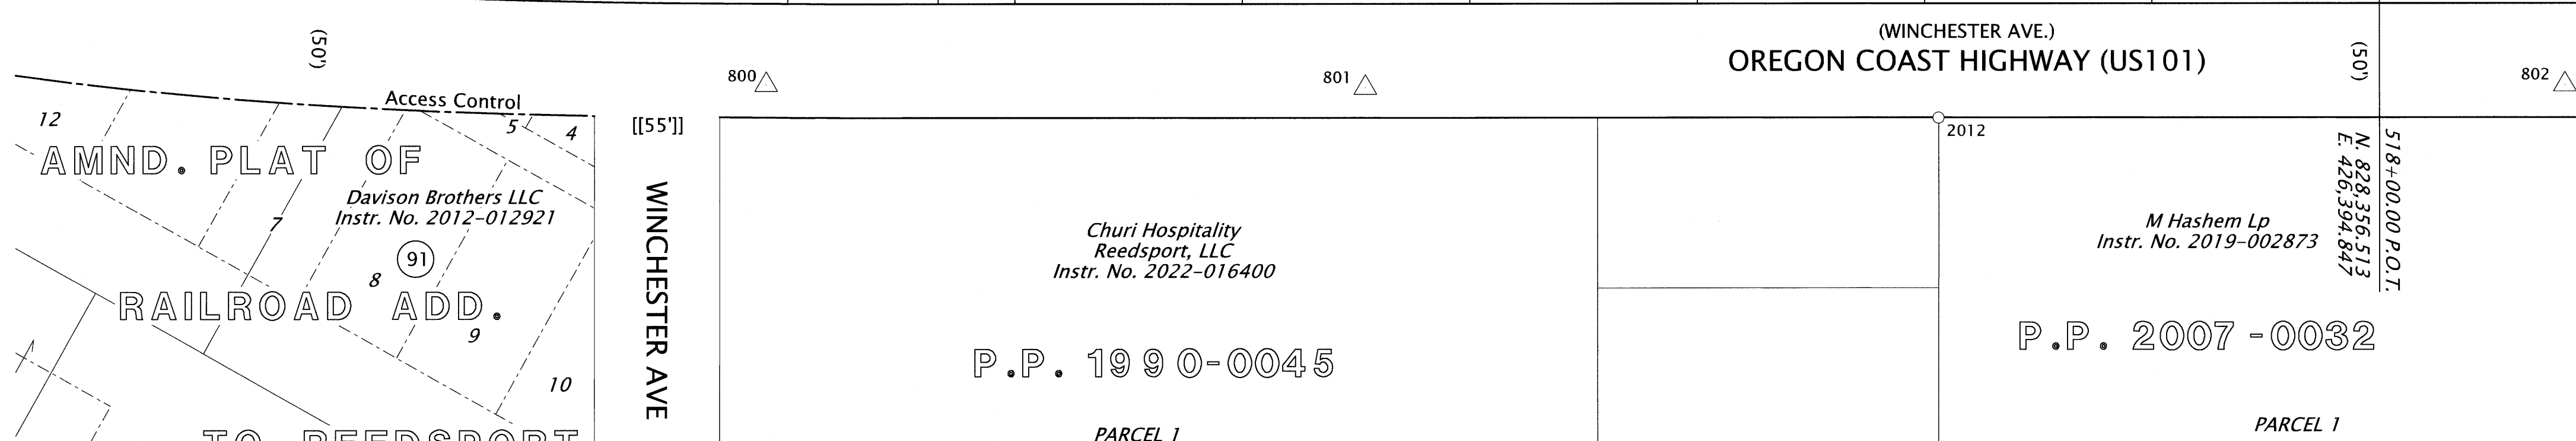 (50')
(WINCHESTER AVE.)
OREGON COAST HIGHWAY (US101)
(50')
800
801
802
Access Control
12
5
4
[[55']]
2012
AMND. PLAT OF
Davison Brothers LLC
Instr. No. 2012-012921
7
91
8
RAILROAD ADD.
9
10
TO REEDSPORT
WINCHESTER AVE
Churi Hospitality
Reedsport, LLC
Instr. No. 2022-016400
P.P. 1990-0045
PARCEL 1
M Hashem Lp
Instr. No. 2019-002873
518+00.00 P.O.T.
N. 828,356.513
E. 426,394.847
P.P. 2007-0032
PARCEL 1